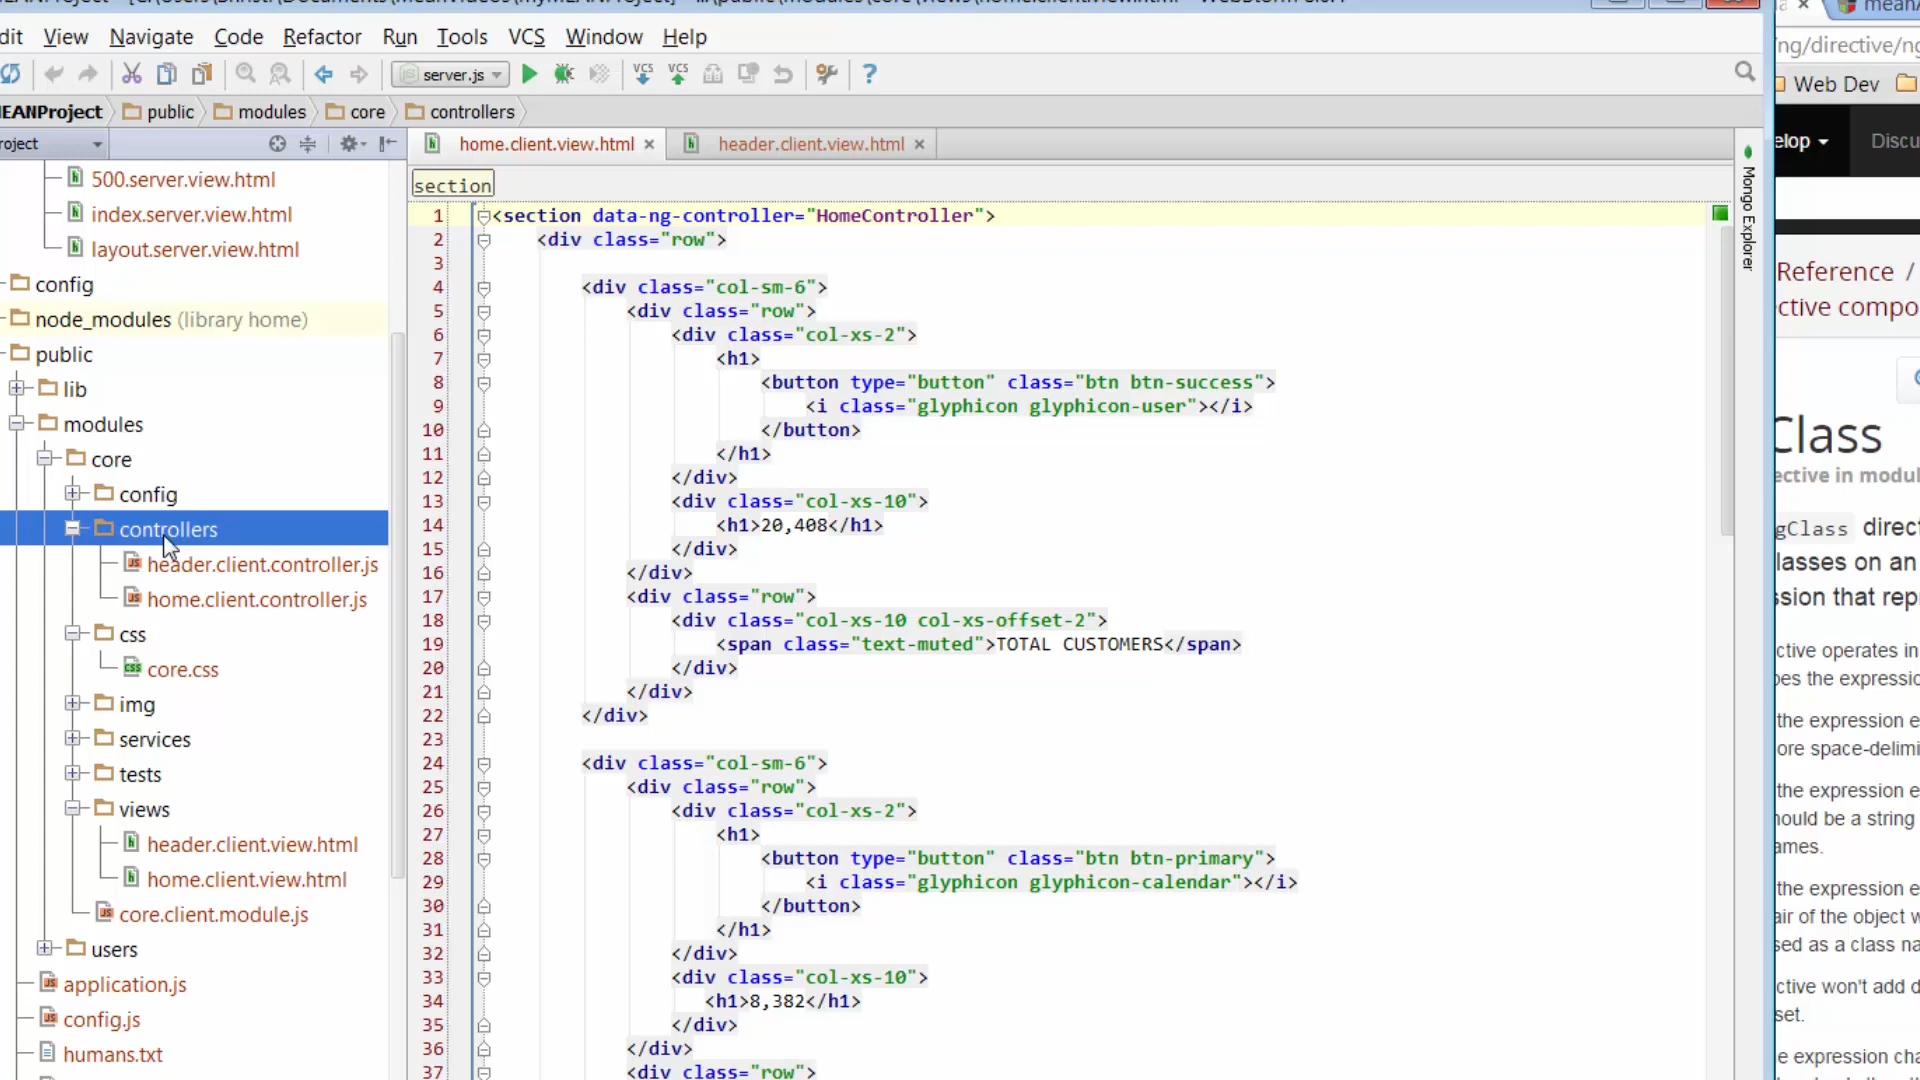 dit View Navigate Code Refactor Run Tools VCS Window Help
server.js
VCS VCS ?
EANProject public modules core controllers
roject
home.client.view.html header.client.view.html
section
500.server.view.html
index.server.view.html
layout.server.view.html
config
node_modules (library home)
public
lib
modules
core
config
controllers
header.client.controller.js
home.client.controller.js
css
core.css
img
services
tests
views
header.client.view.html
home.client.view.html
core.client.module.js
users
application.js
config.js
humans.txt
1 <section data-ng-controller="HomeController">
2 <div class="row">
3
4 <div class="col-sm-6">
5 <div class="row">
6 <div class="col-xs-2">
7 <h1>
8 <button type="button" class="btn btn-success">
9 <i class="glyphicon glyphicon-user"></i>
10 </button>
11 </h1>
12 </div>
13 <div class="col-xs-10">
14 <h1>20,408</h1>
15 </div>
16 </div>
17 <div class="row">
18 <div class="col-xs-10 col-xs-offset-2">
19 <span class="text-muted">TOTAL CUSTOMERS</span>
20 </div>
21 </div>
22 </div>
23
24 <div class="col-sm-6">
25 <div class="row">
26 <div class="col-xs-2">
27 <h1>
28 <button type="button" class="btn btn-primary">
29 <i class="glyphicon glyphicon-calendar"></i>
30 </button>
31 </h1>
32 </div>
33 <div class="col-xs-10">
34 <h1>8,382</h1>
35 </div>
36 </div>
37 <div class="row">
Mongo Explorer
meanJ
/ng/directive/ng
Web Dev
elop Discu
Reference /
ective compo
Class
ective in modul
gClass direc
lasses on an
ssion that repr
ctive operates in
pes the expressio
the expression e
ore space-delimi
the expression e
hould be a string
ames.
the expression e
air of the object w
sed as a class na
ctive won't add d
set.
e expression cha